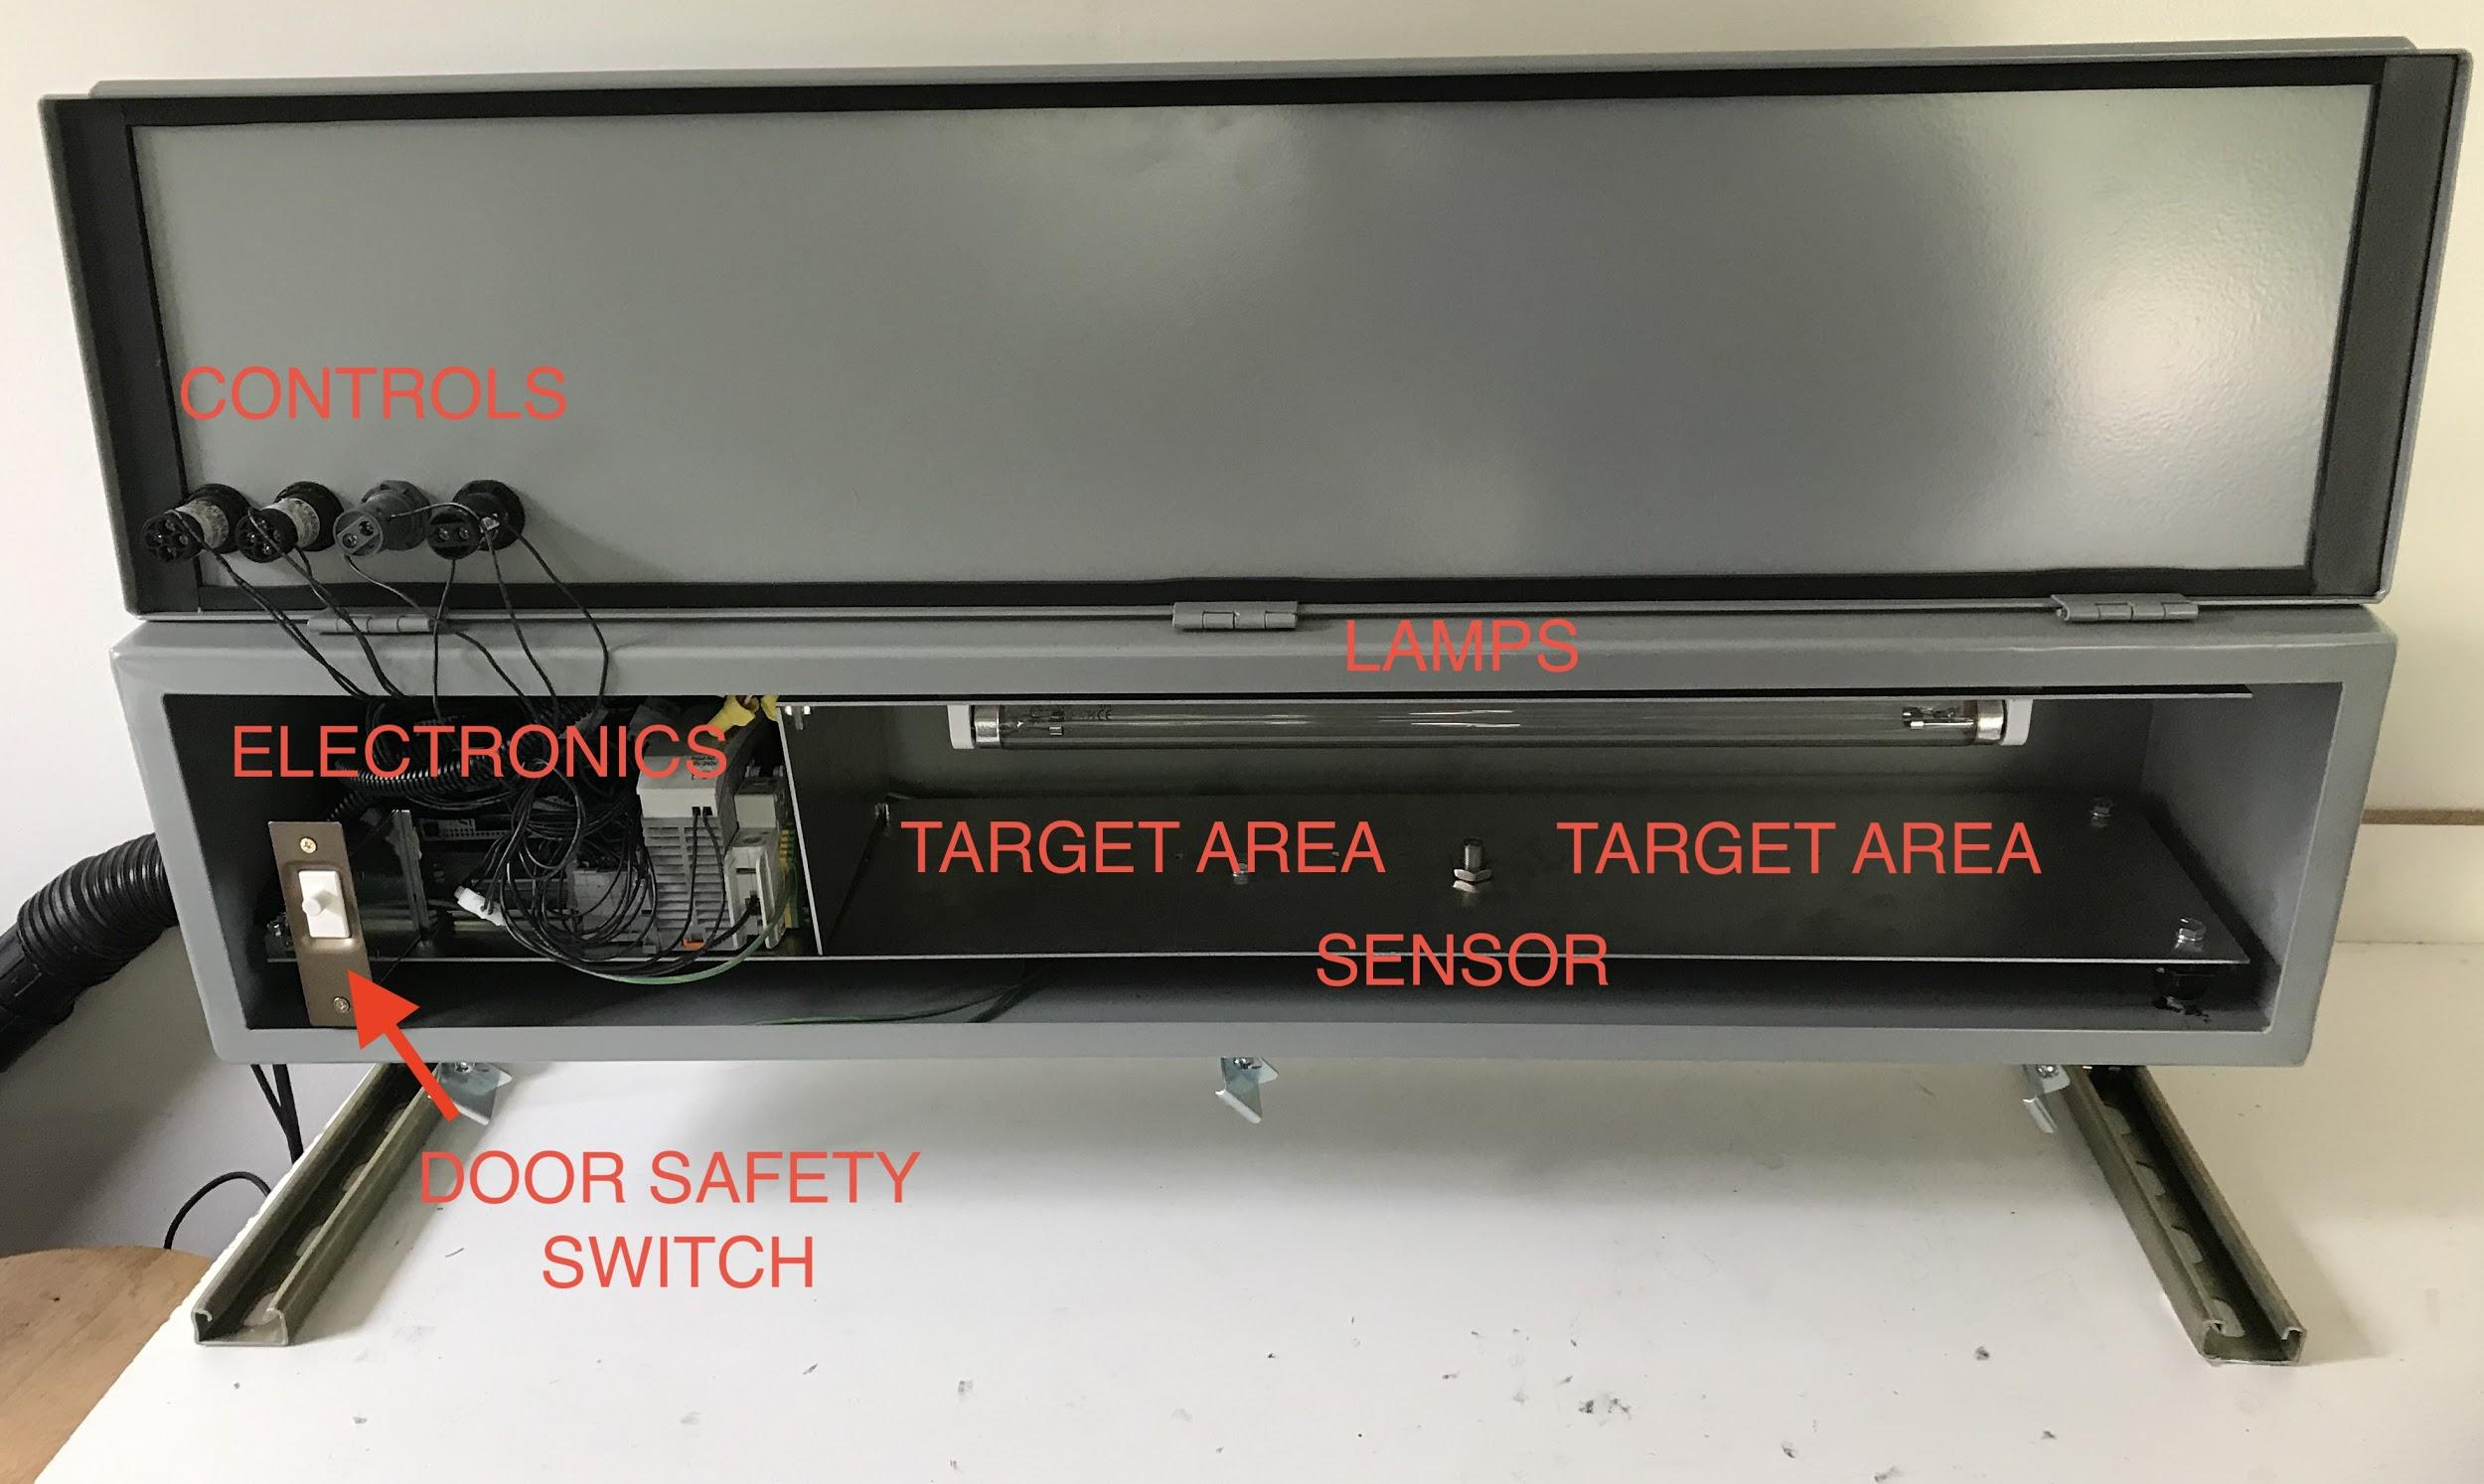 CONTROLS
LAMPS
ELECTRONICS
TARGET AREA
TARGET AREA
SENSOR
DOOR SAFETY
SWITCH